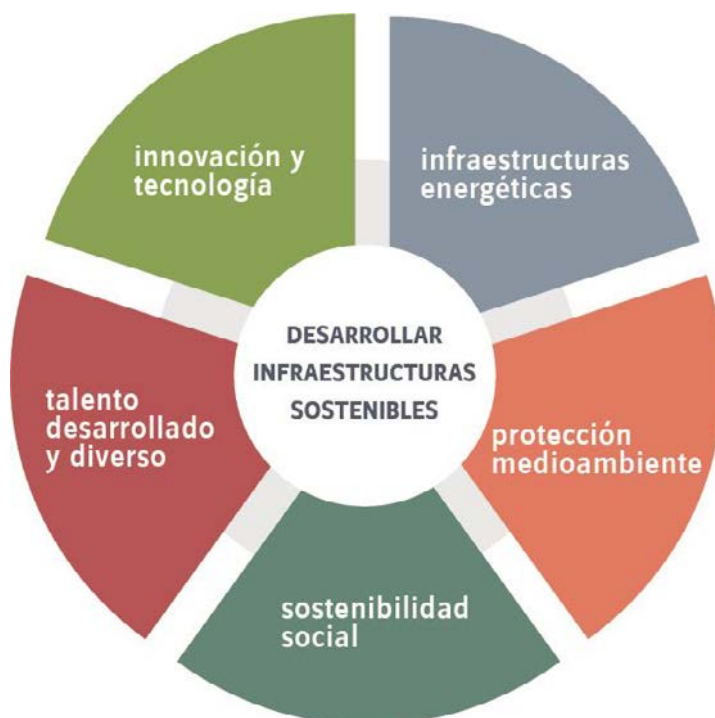 innovación y
tecnología
infraestructuras
energéticas
DESARROLLAR
INFRAESTRUCTURAS
SOSTENIBLES
talento
desarrollado
y diverso
protección
medioambiente
sostenibilidad
social